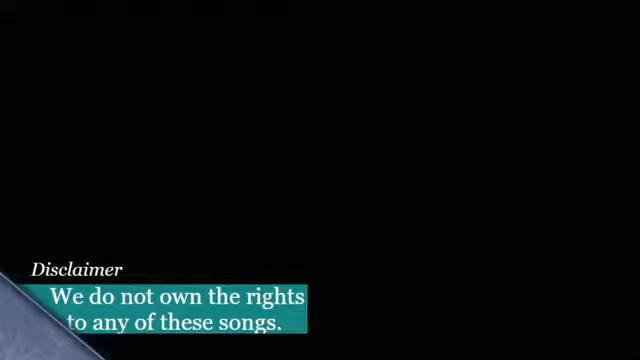 Disclaimer
We do not own the rights
to any of these songs.